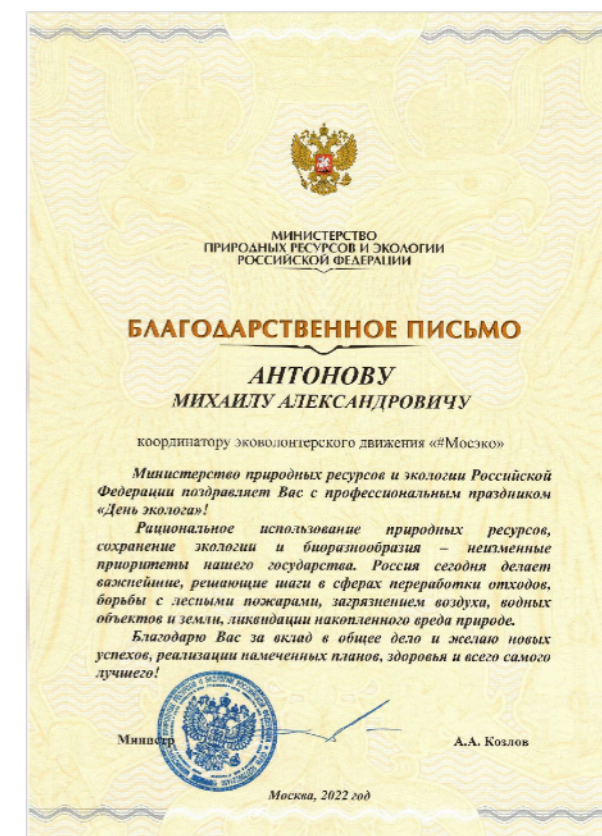 МИНИСТЕРСТВО
ПРИРОДНЫХ РЕСУРСОВ И ЭКОЛОГИИ
РОССИЙСКОЙ ФЕДЕРАЦИИ
БЛАГОДАРСТВЕННОЕ ПИСЬМО
АНТОНОВУ
МИХАИЛУ АЛЕКСАНДРОВИЧУ
координатору эковолонтерского движения «#Мосэко»
Министерство природных ресурсов и экологии Российской
Федерации поздравляет Вас с профессиональным праздником
«День эколога»!
Рациональное использование природных ресурсов,
сохранение экологии и биоразнообразия – неизменные
приоритеты нашего государства. Россия сегодня делает
важнейшие, решающие шаги в сферах переработки отходов,
борьбы с лесными пожарами, загрязнением воздуха, водных
объектов и земли, ликвидации накопленного вреда природе.
Благодарю Вас за вклад в общее дело и желаю новых
успехов, реализации намеченных планов, здоровья и всего самого
лучшего!
Министр А.А. Козлов
Москва, 2022 год